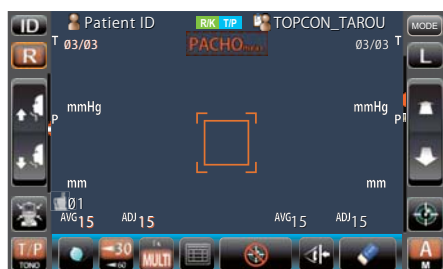 ID Patient ID R/K T/P TOPCON_TAROU MODE
R T 03/03 PACHO 03/03 T L
mmHg mmHg
P P
mm mm
01
AVG15 ADJ15 AVG15 ADJ15
T/P TONO 30 60 MULTI A M